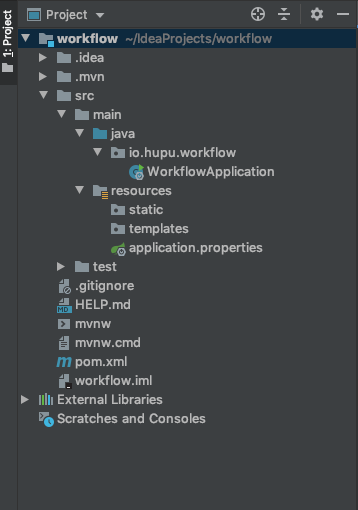 1: Project
Project
workflow ~/IdeaProjects/workflow
.idea
.mvn
src
main
java
io.hupu.workflow
WorkflowApplication
resources
static
templates
application.properties
test
.gitignore
HELP.md
mvnw
mvnw.cmd
pom.xml
workflow.iml
External Libraries
Scratches and Consoles